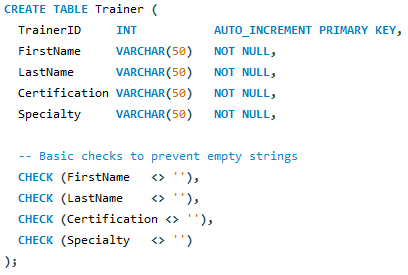 CREATE TABLE Trainer (
  TrainerID     INT           AUTO_INCREMENT PRIMARY KEY,
  FirstName     VARCHAR(50)   NOT NULL,
  LastName      VARCHAR(50)   NOT NULL,
  Certification VARCHAR(50)   NOT NULL,
  Specialty     VARCHAR(50)   NOT NULL,

  -- Basic checks to prevent empty strings
  CHECK (FirstName   <> ''),
  CHECK (LastName    <> ''),
  CHECK (Certification <> ''),
  CHECK (Specialty   <> '')
);